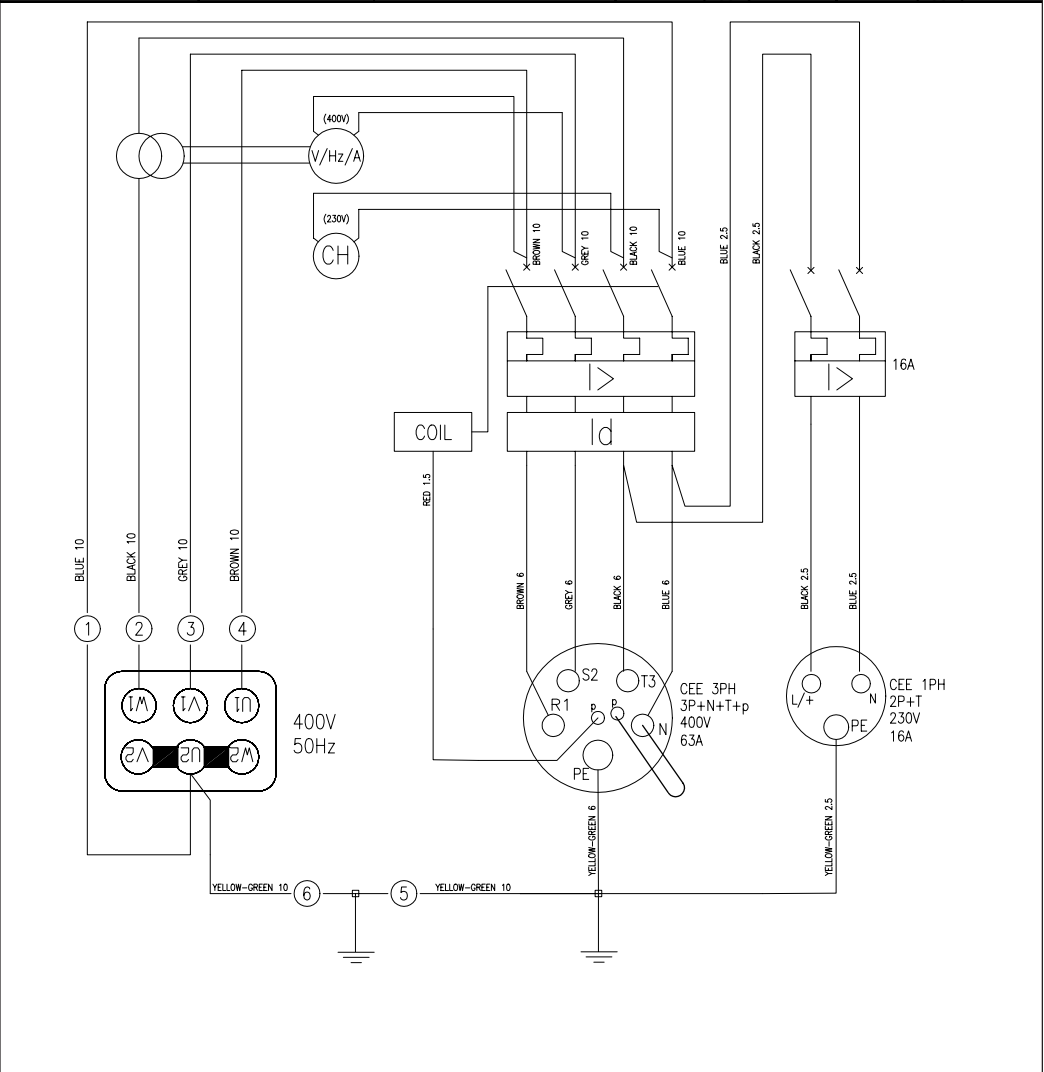 (400V)
V/Hz/A
(230V)
CH
BROWN 10
GREY 10
BLACK 10
BLUE 10
BLUE 2.5
BLACK 2.5
I>
I>
16A
COIL
Id
RED 1.5
BLUE 10
BLACK 10
GREY 10
BROWN 10
BROWN 6
GREY 6
BLACK 6
BLUE 6
BLACK 2.5
BLUE 2.5
1
2
3
4
W1
V1
U1
V2
U2
W2
400V
50Hz
S2
T3
R1
p
p
N
PE
CEE 3PH
3P+N+T+p
400V
63A
L/+
N
PE
CEE 1PH
2P+T
230V
16A
YELLOW-GREEN 6
YELLOW-GREEN 2.5
YELLOW-GREEN 10
6
5
YELLOW-GREEN 10